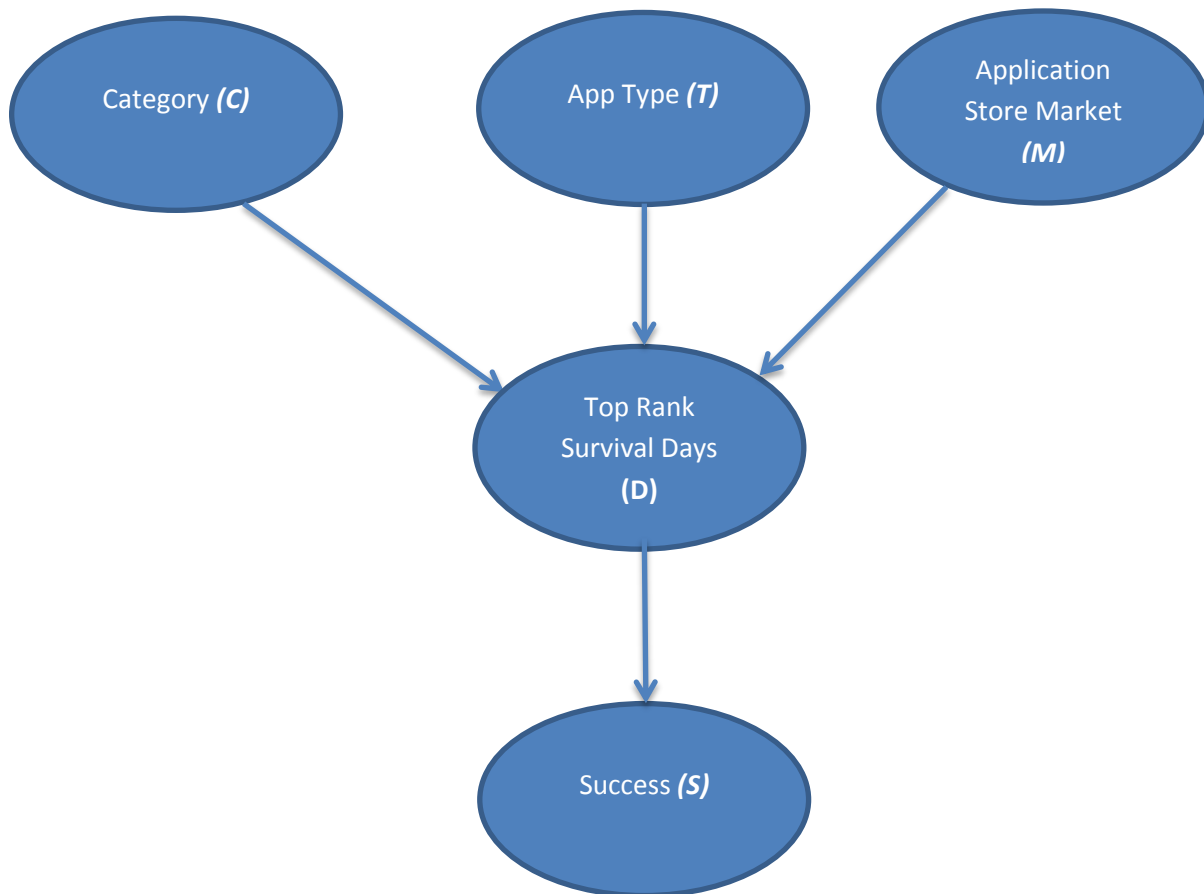 Category (C)
App Type (T)
Application
Store Market
(M)
Top Rank
Survival Days
(D)
Success (S)